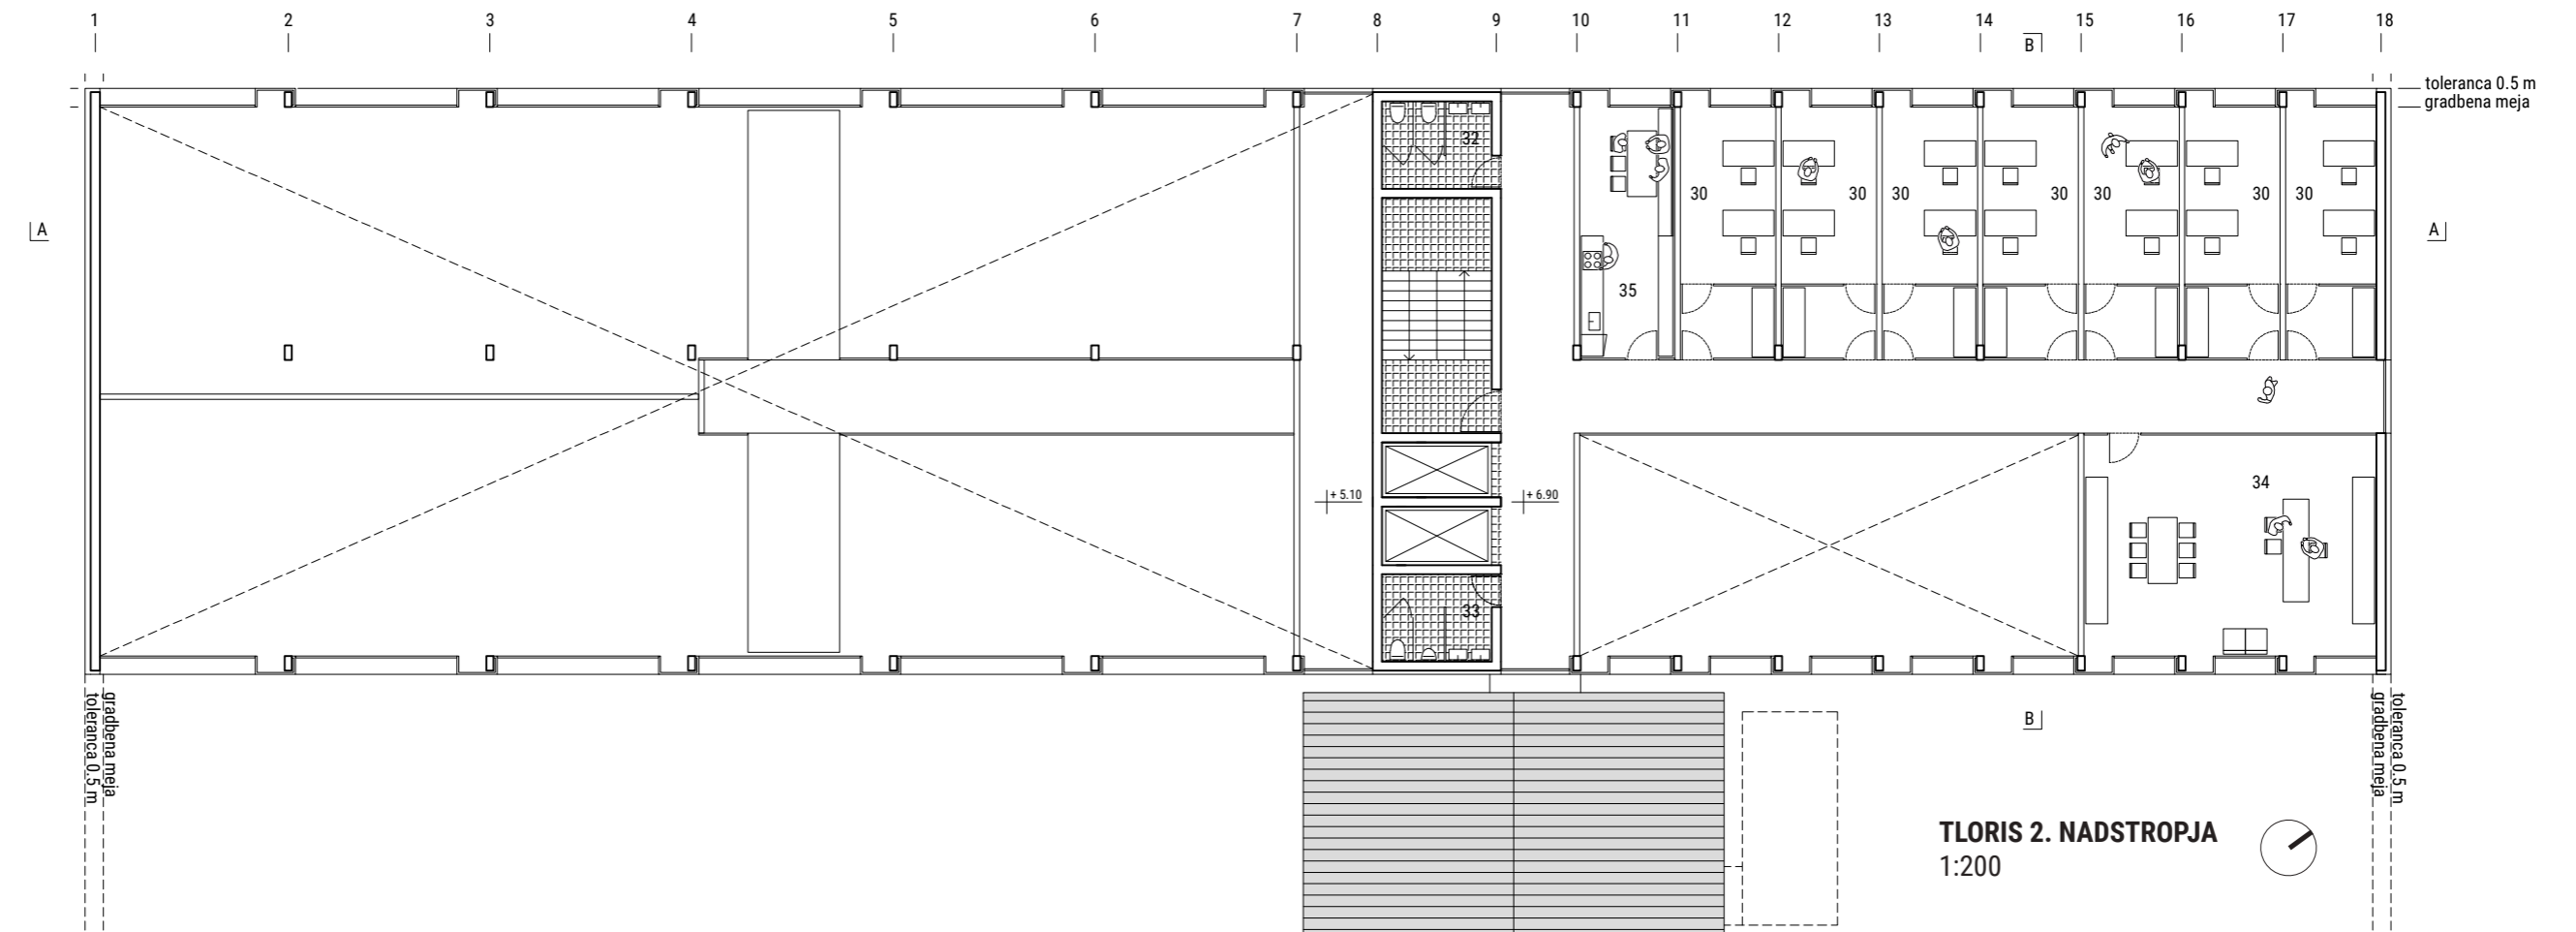 1 2 3 4 5 6 7 8 9 10 11 12 13 14 15 16 17 18
B
toleranca 0.5 m
gradbena meja
32
30 30 30 30 30 30 30
A A
35
34
+ 5.10 + 6.90
33
toleranca 0.5 m
gradbena meja
B
gradbena meja
toleranca 0.5 m
TLORIS 2. NADSTROPJA
1:200